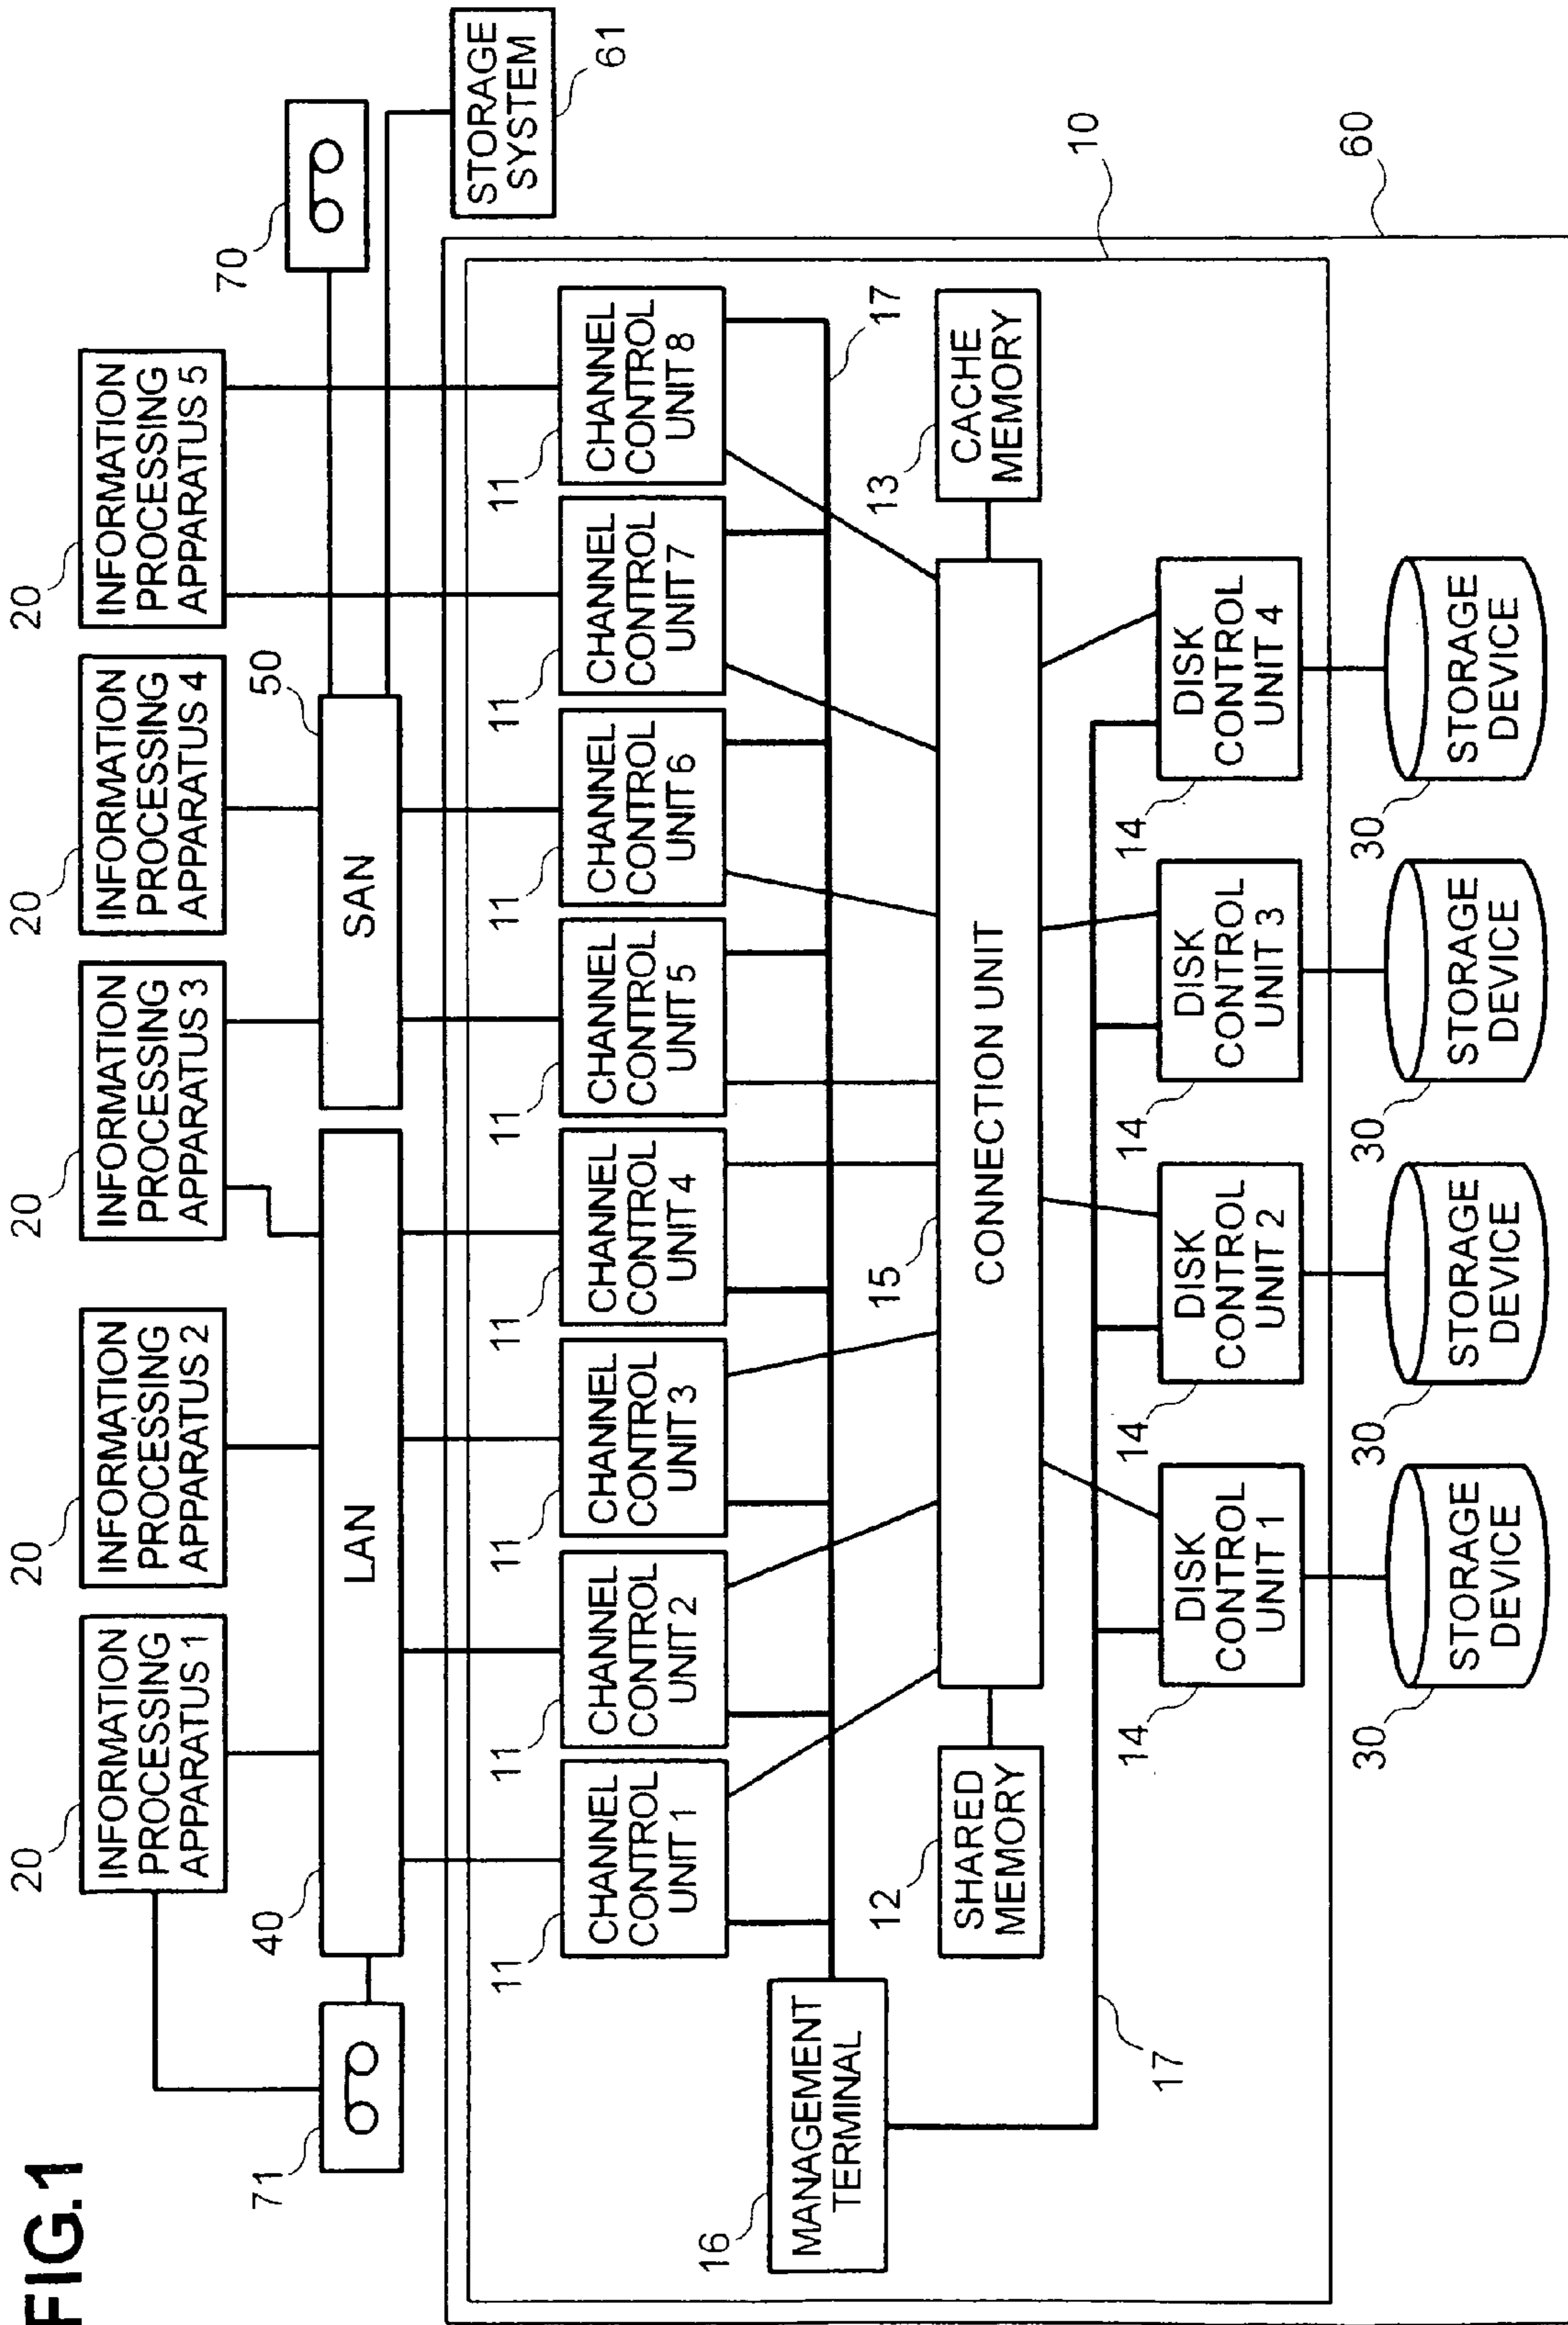 FIG.1
20
20
20
20
20
INFORMATION
PROCESSING
APPARATUS 1
INFORMATION
PROCESSING
APPARATUS 2
INFORMATION
PROCESSING
APPARATUS 3
INFORMATION
PROCESSING
APPARATUS 4
INFORMATION
PROCESSING
APPARATUS 5
71
40
LAN
50
SAN
70
STORAGE
SYSTEM
61
11
11
11
11
11
11
11
11
CHANNEL
CONTROL
UNIT 1
CHANNEL
CONTROL
UNIT 2
CHANNEL
CONTROL
UNIT 3
CHANNEL
CONTROL
UNIT 4
CHANNEL
CONTROL
UNIT 5
CHANNEL
CONTROL
UNIT 6
CHANNEL
CONTROL
UNIT 7
CHANNEL
CONTROL
UNIT 8
16
MANAGEMENT
TERMINAL
17
12
SHARED
MEMORY
15
CONNECTION UNIT
13
CACHE
MEMORY
10
17
14
14
14
14
DISK
CONTROL
UNIT 1
DISK
CONTROL
UNIT 2
DISK
CONTROL
UNIT 3
DISK
CONTROL
UNIT 4
60
30
30
30
30
STORAGE
DEVICE
STORAGE
DEVICE
STORAGE
DEVICE
STORAGE
DEVICE